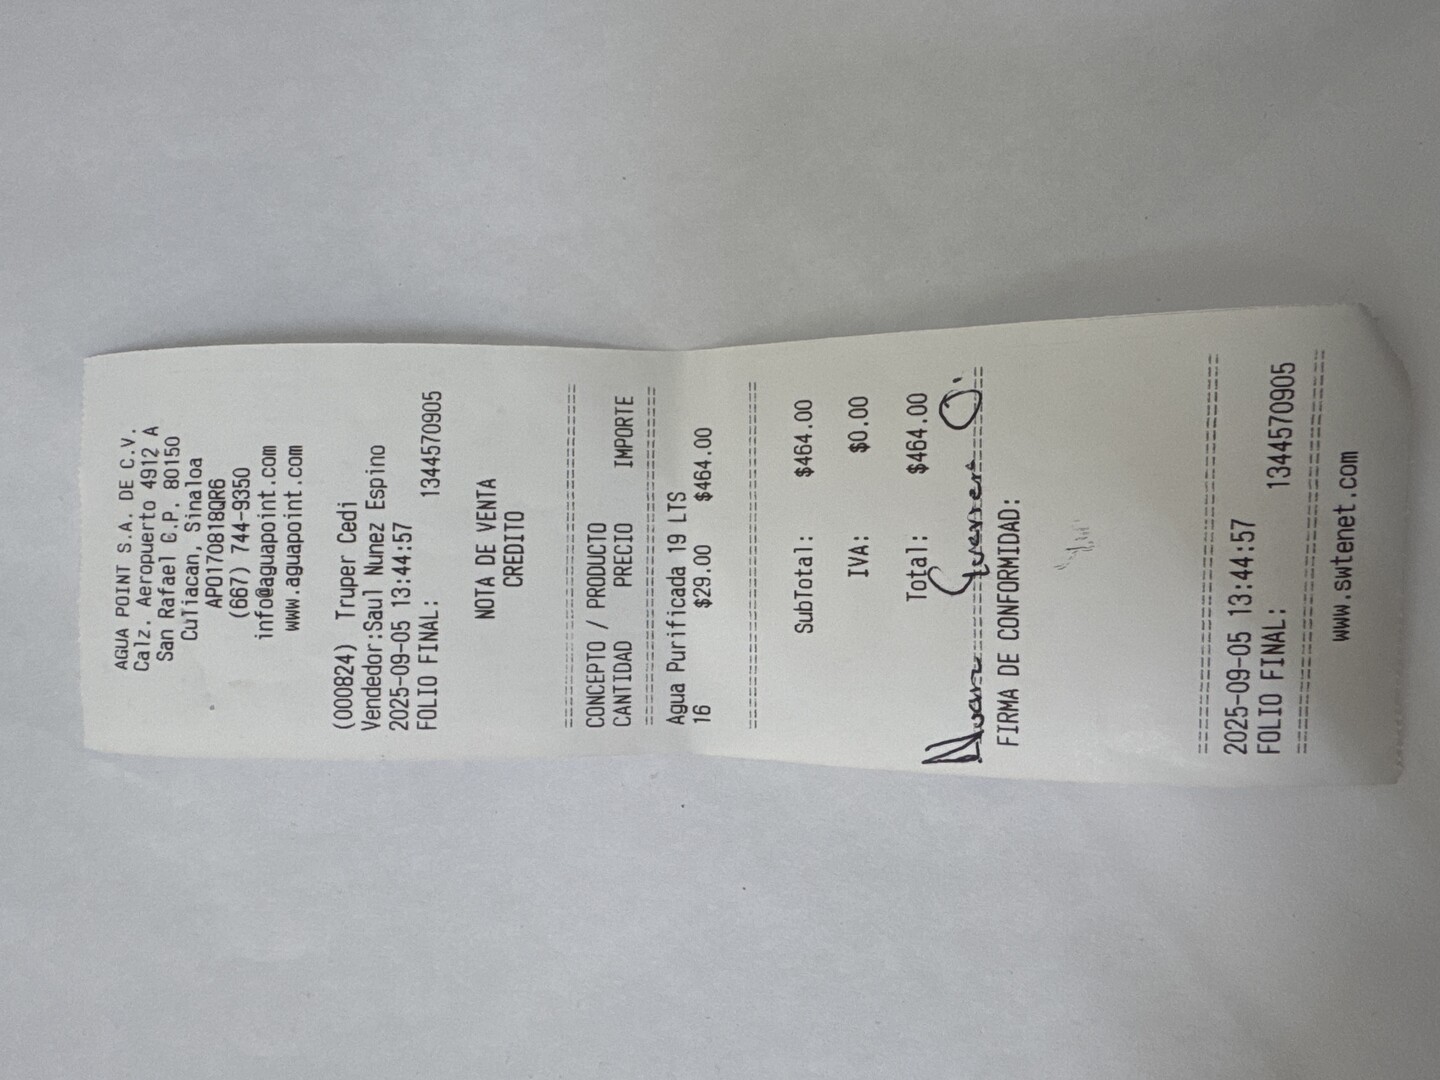 AGUA POINT S.A. DE C.V.
Calz. Aeropuerto 4912 A
San Rafael C.P. 80150
Culiacan, Sinaloa
APO170818QR6
(667) 744-9350
info@aguapoint.com
www.aguapoint.com
(000824) Truper Cedi
Vendedor:Saul Nunez Espino
2025-09-05 13:44:57
FOLIO FINAL: 1344570905
NOTA DE VENTA
CREDITO
==============================
CONCEPTO / PRODUCTO
CANTIDAD PRECIO IMPORTE
==============================
Agua Purificada 19 LTS
16 $29.00 $464.00
==============================
SubTotal: $464.00
IVA: $0.00
Total: $464.00
Guerrero O.
==============================
FIRMA DE CONFORMIDAD:
==============================
2025-09-05 13:44:57
FOLIO FINAL: 1344570905
==============================
www.swtenet.com